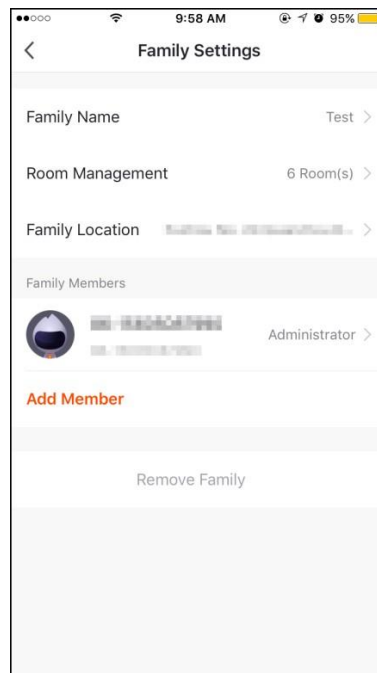 9:58 AM 95%
Family Settings
Family Name Test
Room Management 6 Room(s)
Family Location
Family Members
Administrator
Add Member
Remove Family